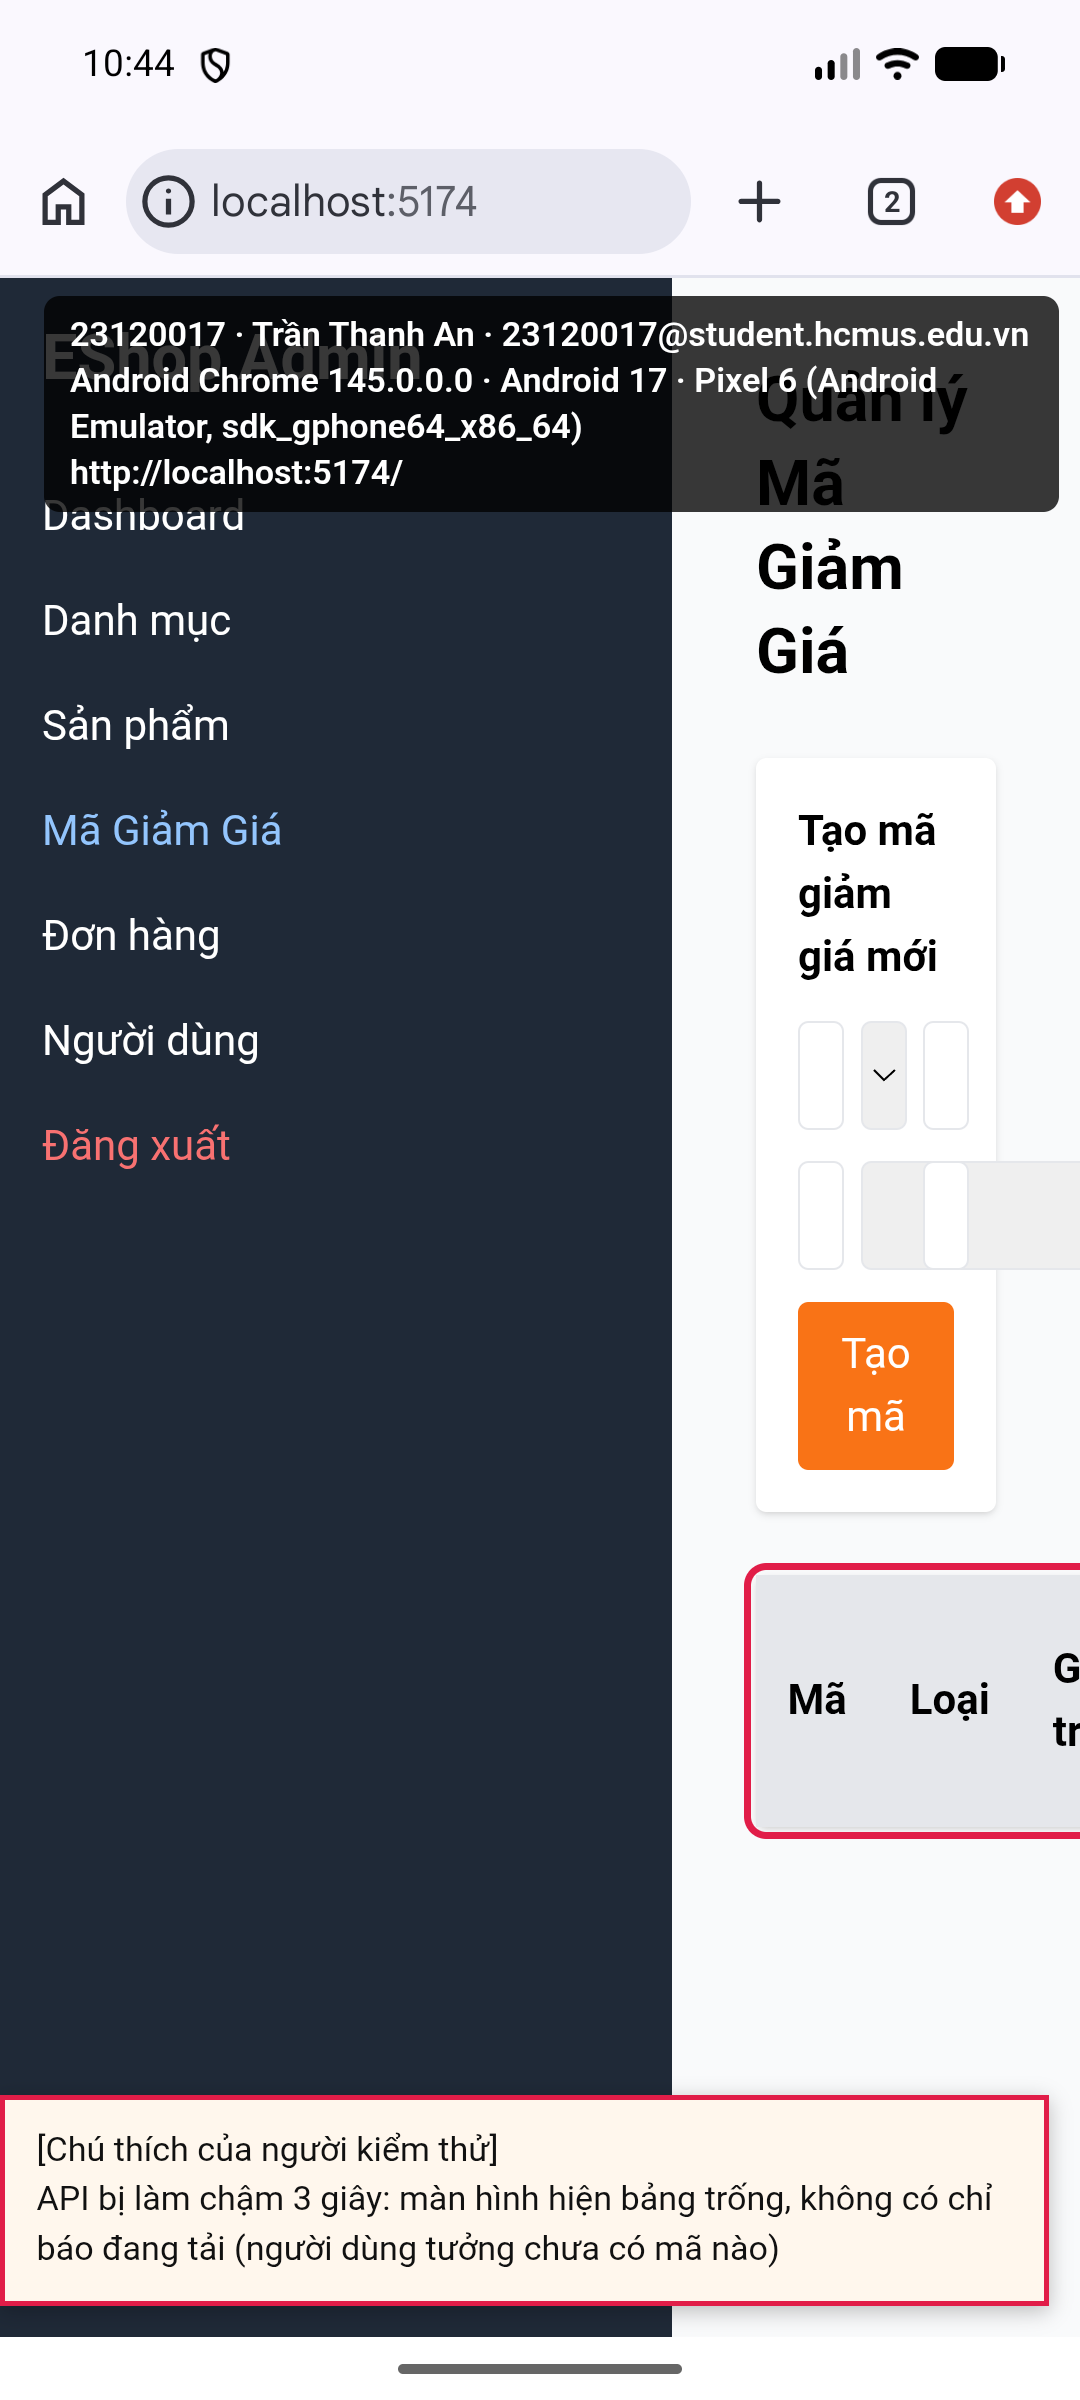 10:44
localhost:5174
2
23120017 · Trần Thanh An · 23120017@student.hcmus.edu.vn
Android Chrome 145.0.0.0 · Android 17 · Pixel 6 (Android
Emulator, sdk_gphone64_x86_64)
http://localhost:5174/
EShop Admin
Dashboard
Danh mục
Sản phẩm
Mã Giảm Giá
Đơn hàng
Người dùng
Đăng xuất
Quản lý
Mã
Giảm
Giá
Tạo mã
giảm
giá mới
Tạo
mã
Mã Loại
[Chú thích của người kiểm thử]
API bị làm chậm 3 giây: màn hình hiện bảng trống, không có chỉ
báo đang tải (người dùng tưởng chưa có mã nào)